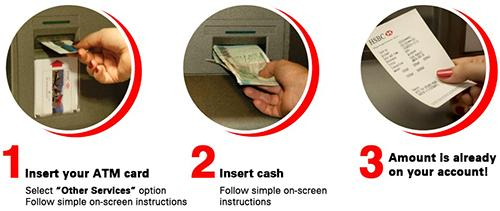 HSBC
1 Insert your ATM card
Select "Other Services" option
Follow simple on-screen instructions
2 Insert cash
Follow simple on-screen
instructions
3 Amount is already
on your account!